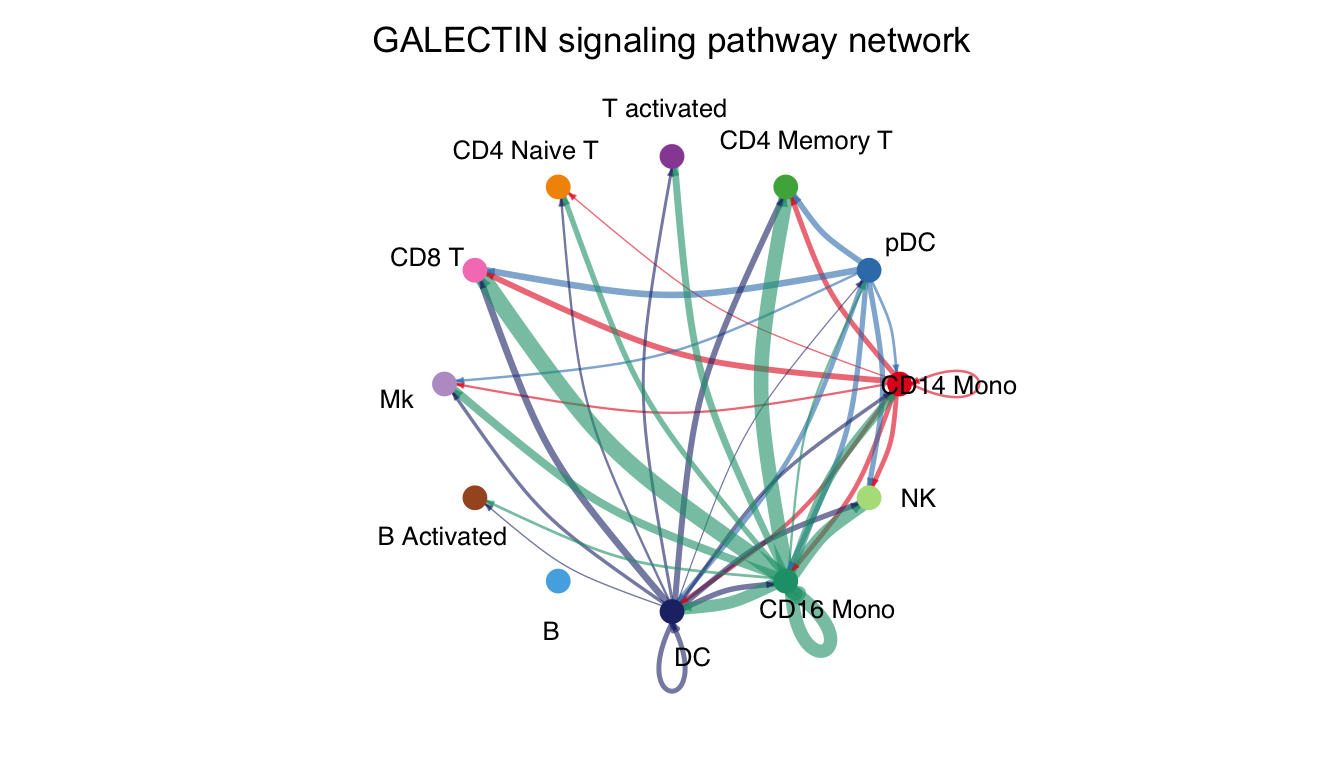 GALECTIN signaling pathway network
T activated
CD4 Memory T
CD4 Naive T
pDC
CD8 T
CD14 Mono
Mk
NK
B Activated
CD16 Mono
B
DC